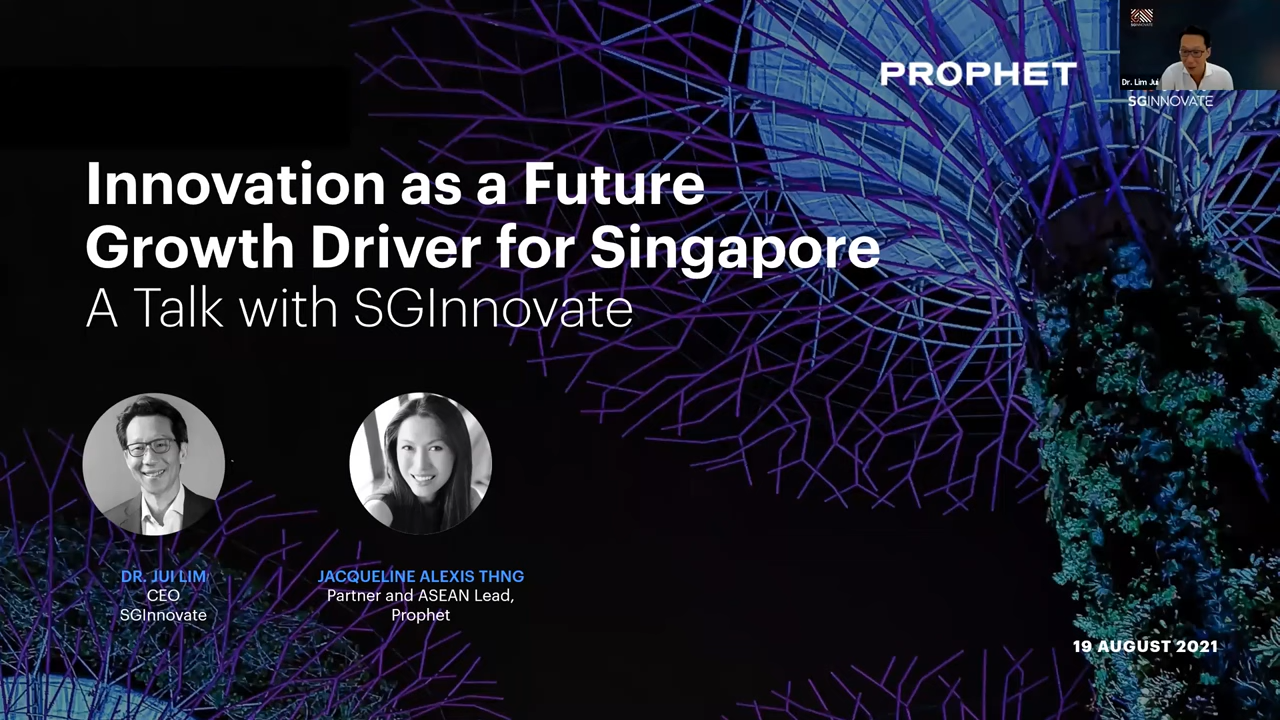 PROPHET
Dr. Lim Jui
SGINNOVATE
Innovation as a Future
Growth Driver for Singapore
A Talk with SGInnovate
DR. JUI LIM
CEO
SGInnovate
JACQUELINE ALEXIS THNG
Partner and ASEAN Lead,
Prophet
19 AUGUST 2021